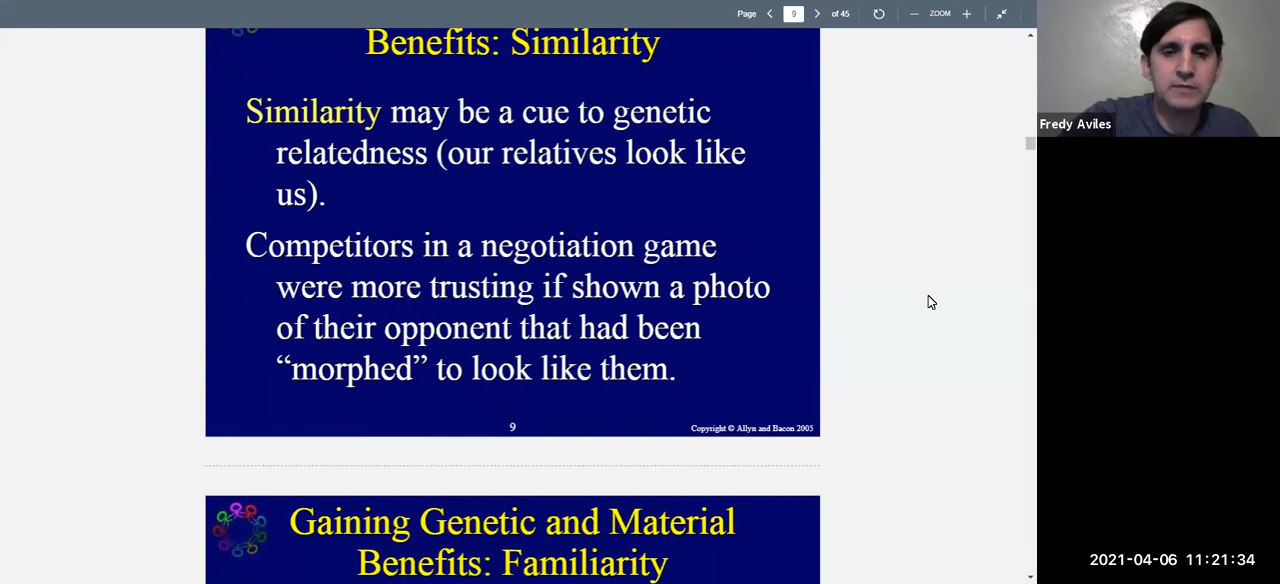 Page 9 of 45 ZOOM
Benefits: Similarity
Similarity may be a cue to genetic
relatedness (our relatives look like
us).
Competitors in a negotiation game
were more trusting if shown a photo
of their opponent that had been
“morphed” to look like them.
9
Copyright © Allyn and Bacon 2005
Gaining Genetic and Material
Benefits: Familiarity
Fredy Aviles
2021-04-06 11:21:34